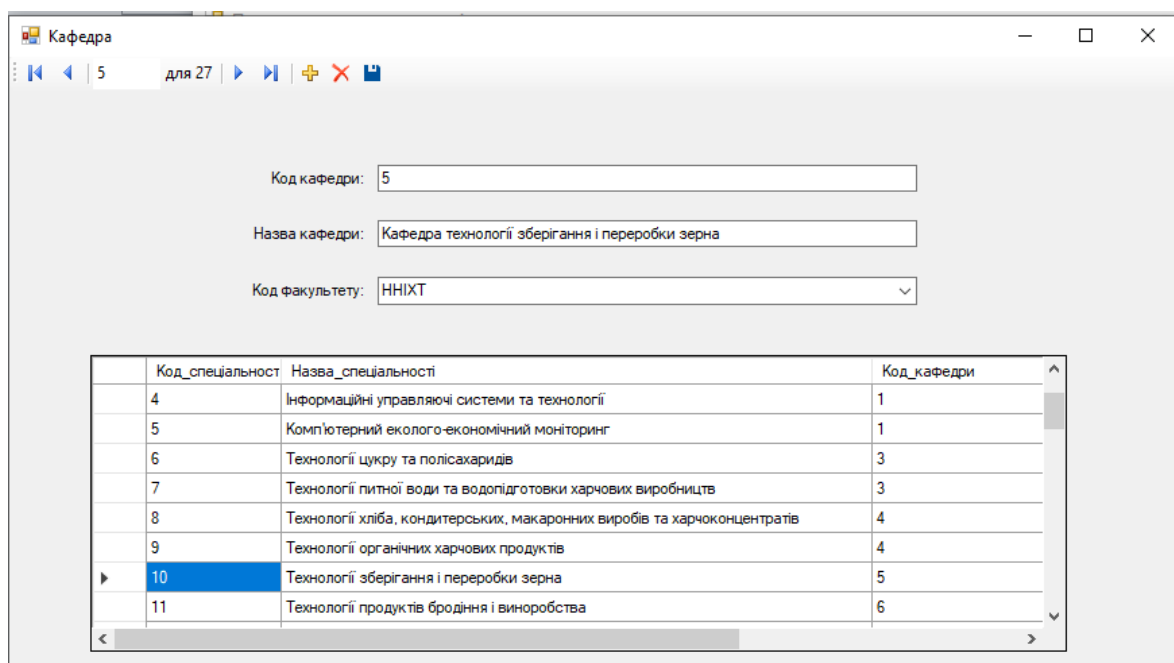 Кафедра
5 для 27
Код кафедри: 5
Назва кафедри: Кафедра технології зберігання і переробки зерна
Код факультету: ННІХТ
Код_спеціальност Назва_спеціальності Код_кафедри
4 Інформаційні управляючі системи та технології 1
5 Комп'ютерний еколого-економічний моніторинг 1
6 Технології цукру та полісахаридів 3
7 Технології питної води та водопідготовки харчових виробництв 3
8 Технології хліба, кондитерських, макаронних виробів та харчоконцентратів 4
9 Технології органічних харчових продуктів 4
10 Технології зберігання і переробки зерна 5
11 Технології продуктів бродіння і виноробства 6